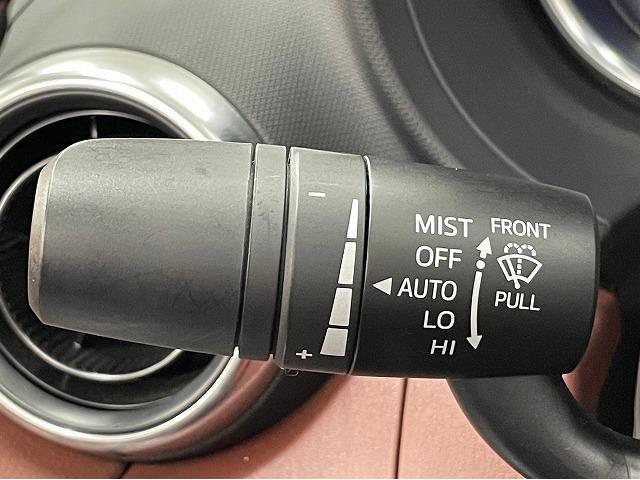 −
+
MIST
OFF
◀ AUTO
LO
HI
FRONT
PULL